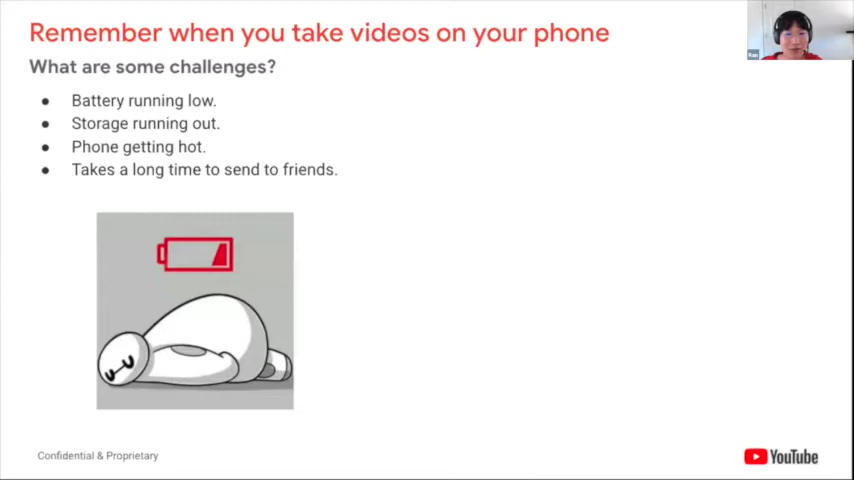 Remember when you take videos on your phone
What are some challenges?
● Battery running low.
● Storage running out.
● Phone getting hot.
● Takes a long time to send to friends.
Confidential & Proprietary
YouTube